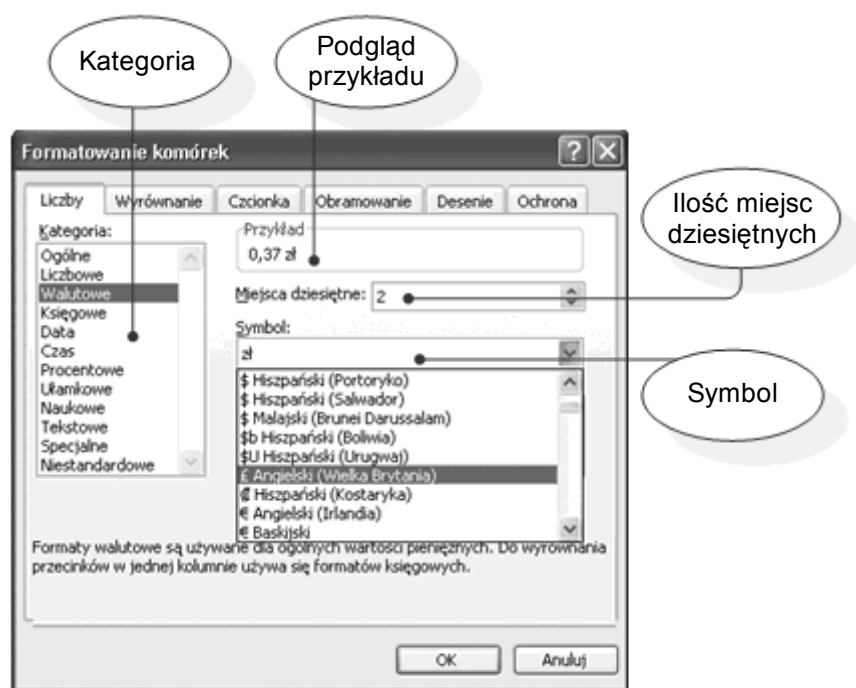 Kategoria
Podgląd
przykładu
Formatowanie komórek
Liczby
Wyrównanie
Czcionka
Obramowanie
Desenie
Ochrona
Kategoria:
Ogólne
Liczbowe
Walutowe
Księgowe
Data
Czas
Procentowe
Ułamkowe
Naukowe
Tekstowe
Specjalne
Niestandardowe
Przykład
0,37 zł
Miejsca dziesiętne: 2
Symbol:
zł
$ Hiszpański (Portoryko)
$ Hiszpański (Salwador)
$ Malajski (Brunei Darussalam)
$b Hiszpański (Boliwia)
$U Hiszpański (Urugwaj)
£ Angielski (Wielka Brytania)
₡ Hiszpański (Kostaryka)
€ Angielski (Irlandia)
€ Baskijski
Formaty walutowe są używane dla ogólnych wartości pieniężnych. Do wyrównania
przecinków w jednej kolumnie używa się formatów księgowych.
OK
Anuluj
Ilość miejsc
dziesiętnych
Symbol